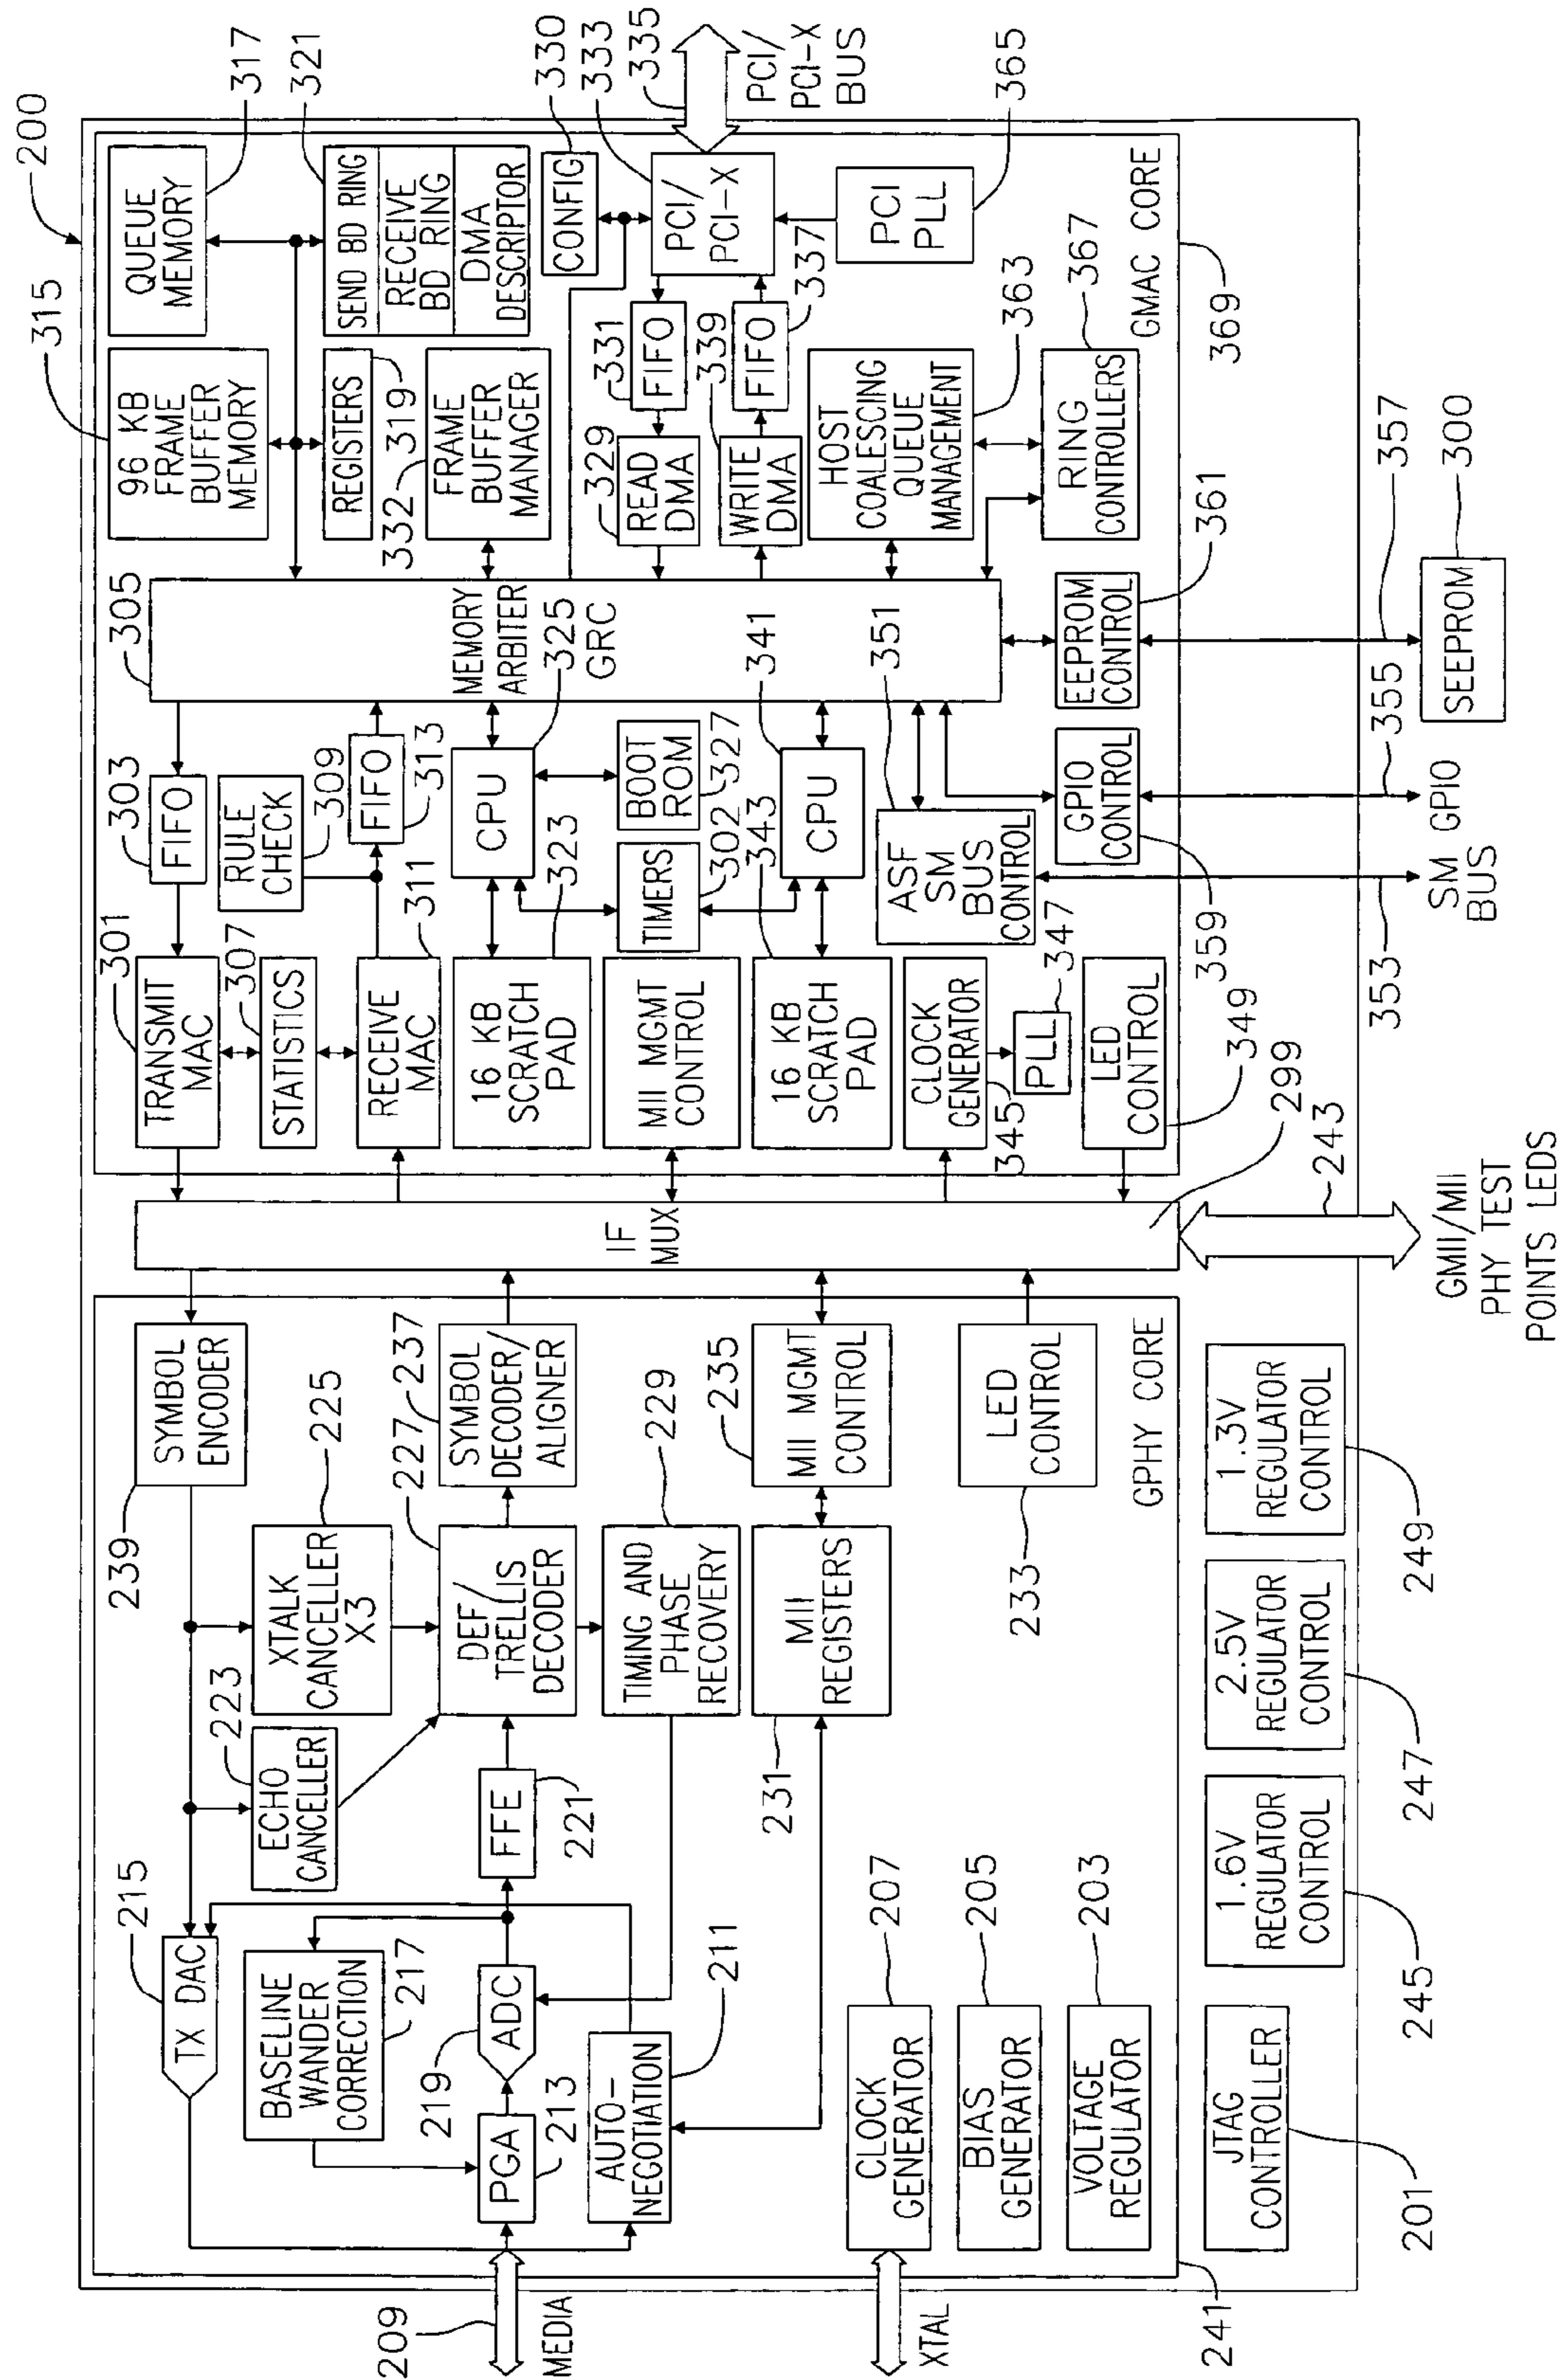 200
209
MEDIA
XTAL
241
215
TX DAC
BASELINE
WANDER
CORRECTION
217
219
ADC
PGA
213
AUTO-
NEGOTIATION
211
CLOCK
GENERATOR
207
BIAS
GENERATOR
205
VOLTAGE
REGULATOR
203
JTAG
CONTROLLER
201
223
ECHO
CANCELLER
FFE
221
239
SYMBOL
ENCODER
XTALK
CANCELLER
X3
225
227
DEF/
TRELLIS
DECODER
237
SYMBOL
DECODER/
ALIGNER
TIMING AND
PHASE
RECOVERY
229
MII
REGISTERS
231
235
MII MGMT
CONTROL
LED
CONTROL
233
GPHY CORE
1.6V
REGULATOR
CONTROL
245
2.5V
REGULATOR
CONTROL
247
1.3V
REGULATOR
CONTROL
249
IF
MUX
299
243
GMII/MII
PHY TEST
POINTS LEDS
301
TRANSMIT
MAC
307
STATISTICS
RECEIVE
MAC
311
16 KB
SCRATCH
PAD
323
MII MGMT
CONTROL
16 KB
SCRATCH
PAD
343
CLOCK
GENERATOR
345
PLL
347
LED
CONTROL
349
303
FIFO
RULE
CHECK
309
FIFO
313
CPU
325
TIMERS
302
BOOT
ROM
327
341
CPU
351
ASF
SM
BUS
CONTROL
353
SM
BUS
GPIO
CONTROL
359
355
GPIO
305
MEMORY
ARBITER
GRC
EEPROM
CONTROL
361
357
SEEPROM
300
315
96 KB
FRAME
BUFFER
MEMORY
QUEUE
MEMORY
317
REGISTERS
319
SEND BD RING
RECEIVE
BD RING
DMA
DESCRIPTOR
321
332
FRAME
BUFFER
MANAGER
CONFIG
330
329
READ
DMA
331
FIFO
PCI/
PCI-X
333
335
PCI/
PCI-X
BUS
WRITE
DMA
339
FIFO
337
PCI
PLL
365
HOST
COALESCING
QUEUE
MANAGEMENT
363
RING
CONTROLLERS
367
GMAC CORE
369